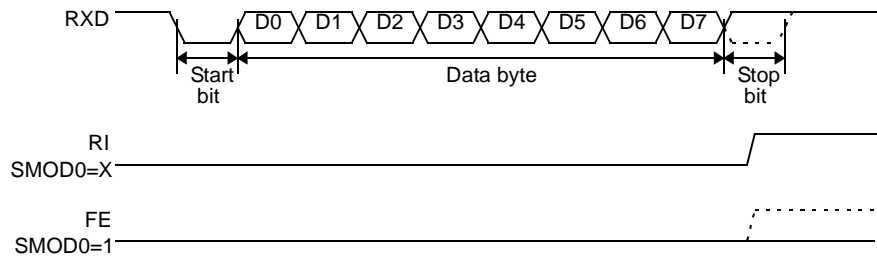 RXD
D0 D1 D2 D3 D4 D5 D6 D7
Start
bit
Data byte
Stop
bit
RI
SMOD0=X
FE
SMOD0=1